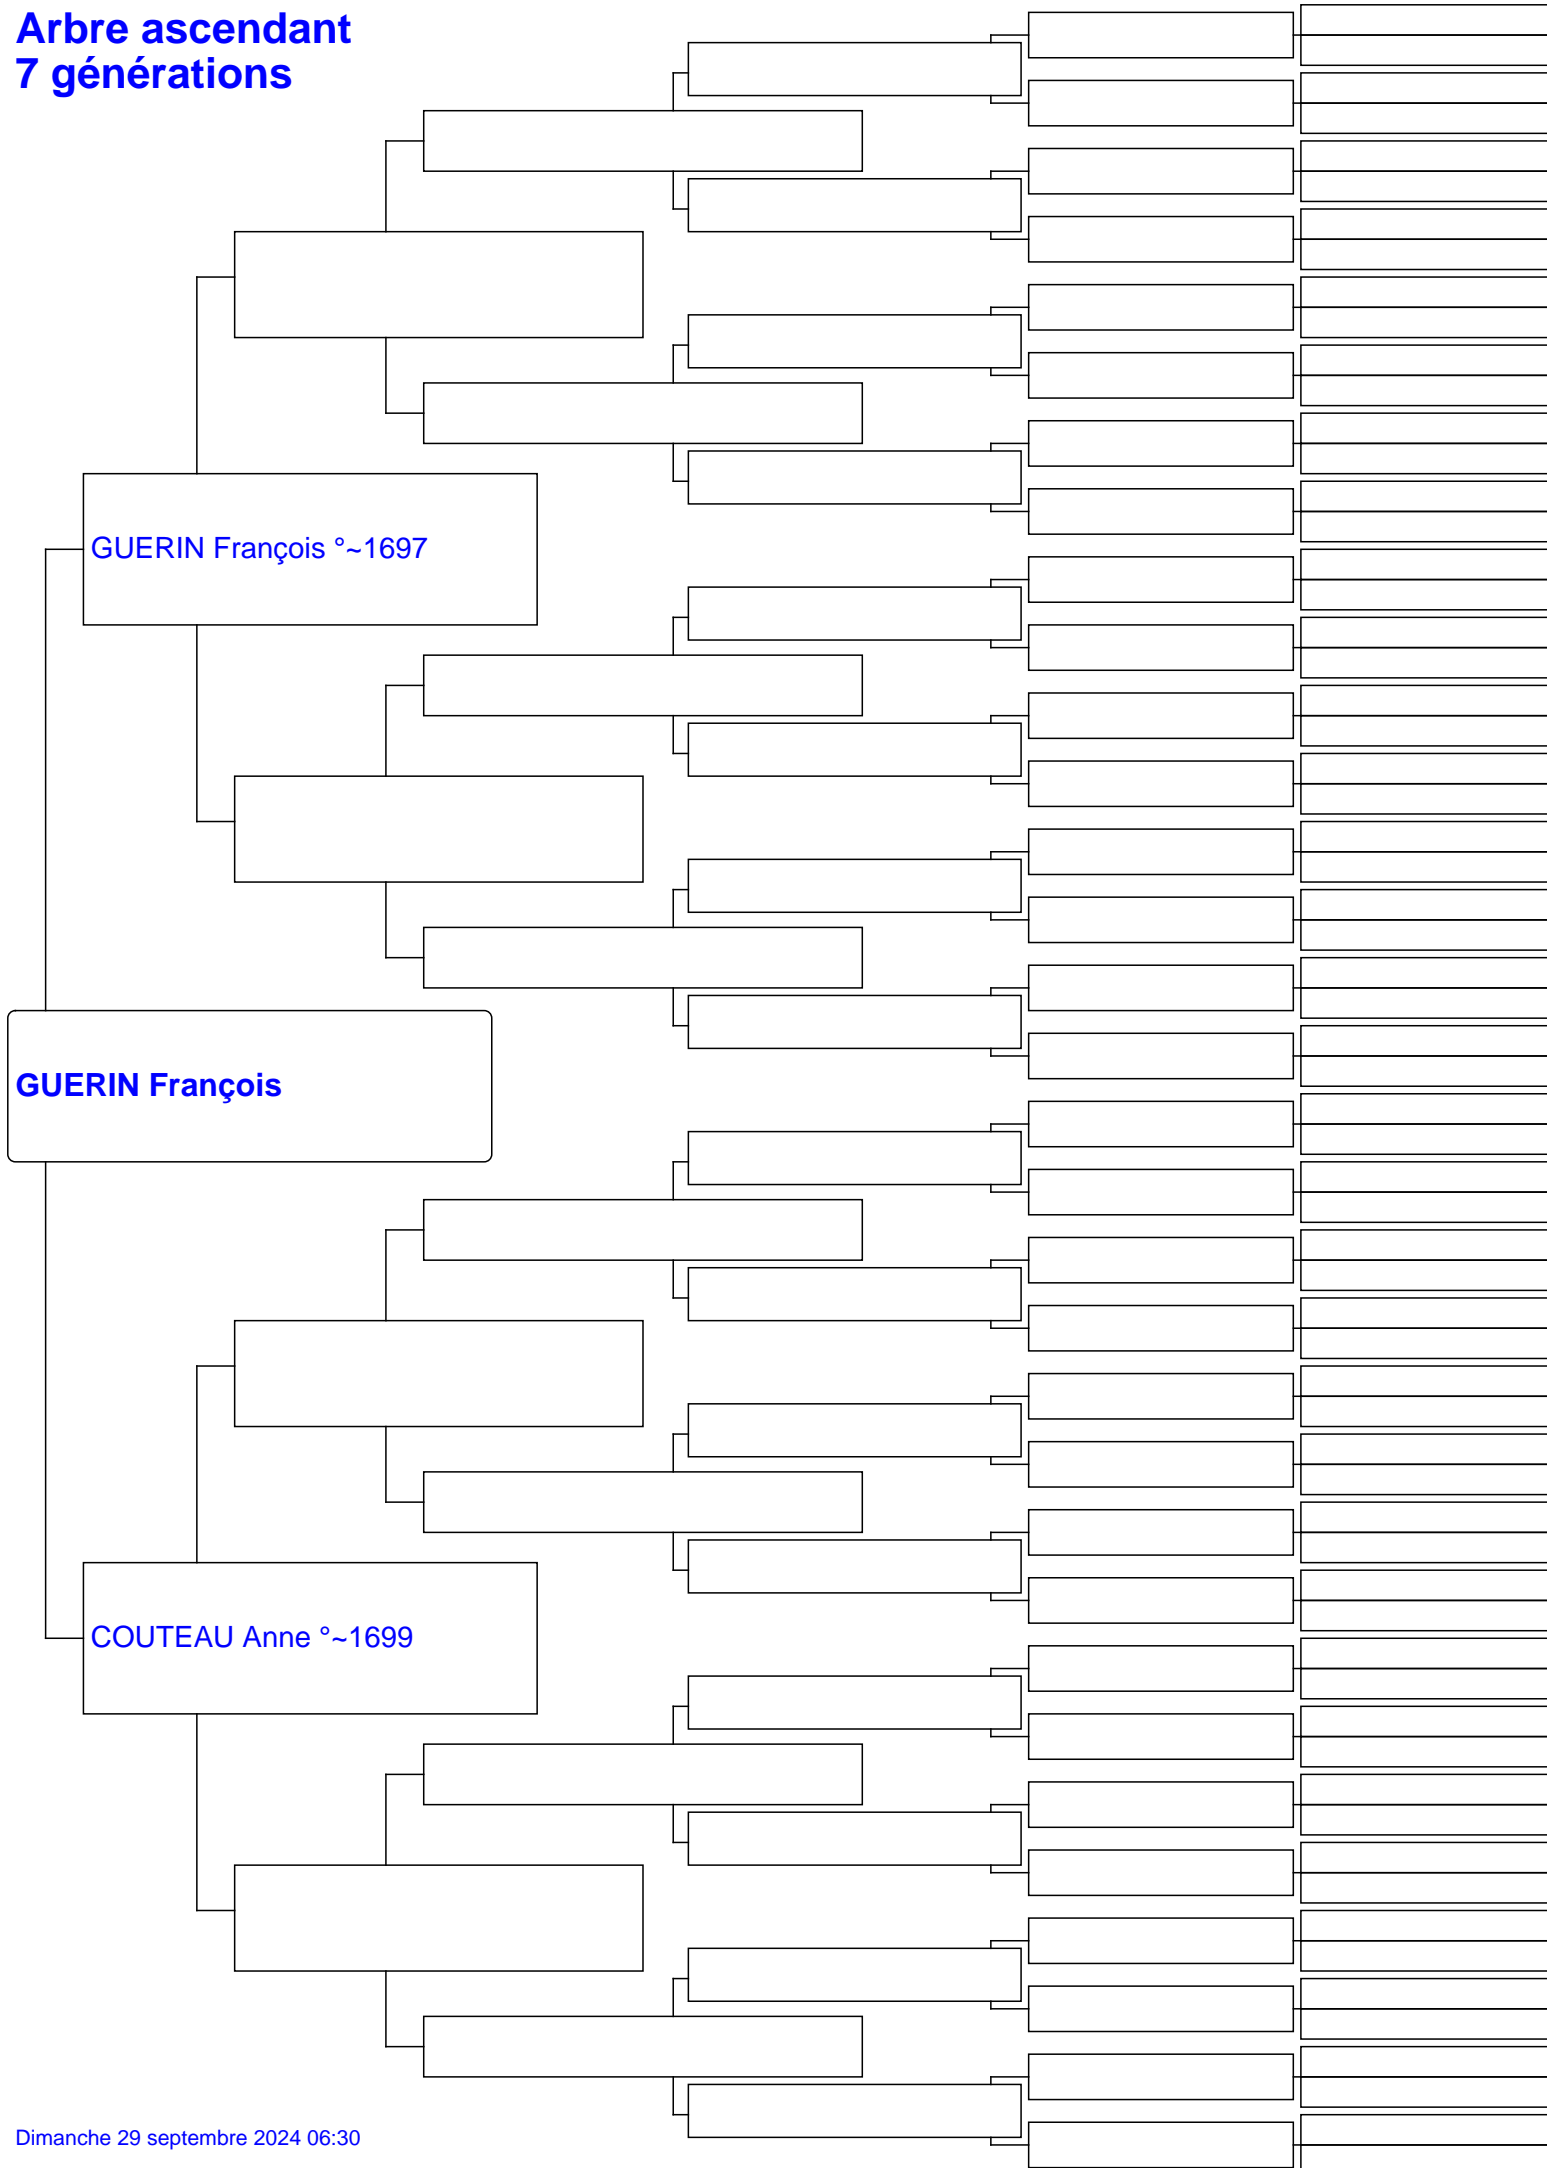 Arbre ascendant
7 générations
GUERIN François °~1697
GUERIN François
COUTEAU Anne °~1699
Dimanche 29 septembre 2024 06:30